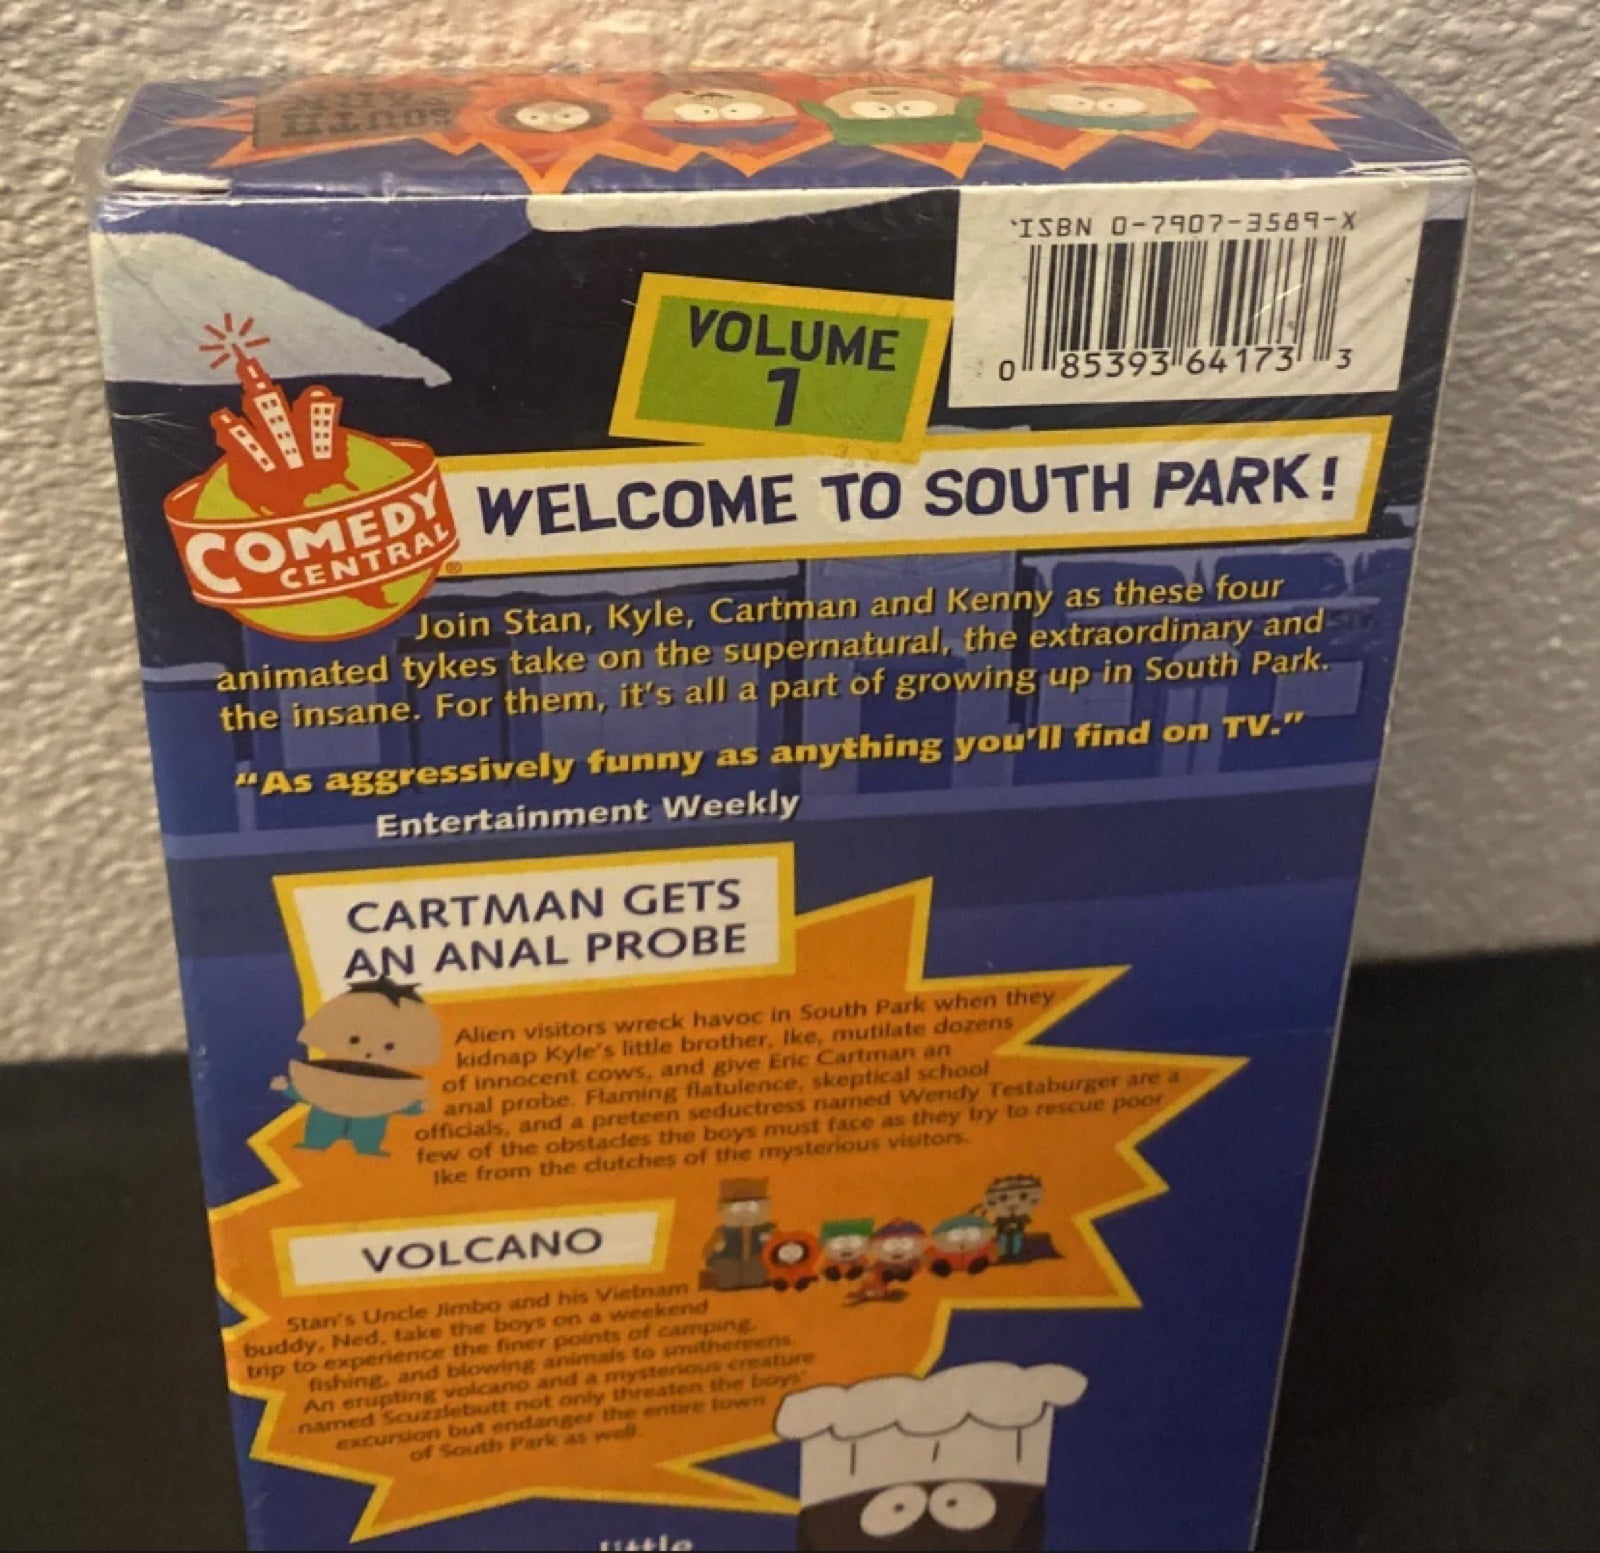 SOUTH
PARK
ISBN 0-7907-3589-X
0 85393 64173 3
VOLUME
1
COMEDY
CENTRAL®
WELCOME TO SOUTH PARK!
Join Stan, Kyle, Cartman and Kenny as these four
animated tykes take on the supernatural, the extraordinary and
the insane. For them, it's all a part of growing up in South Park.
"As aggressively funny as anything you'll find on TV."
Entertainment Weekly
CARTMAN GETS
AN ANAL PROBE
Alien visitors wreck havoc in South Park when they
kidnap Kyle's little brother, Ike, mutilate dozens
of innocent cows, and give Eric Cartman an
anal probe. Flaming flatulence, skeptical school
officials, and a preteen seductress named Wendy Testaburger are a
few of the obstacles the boys must face as they try to rescue poor
Ike from the clutches of the mysterious visitors.
VOLCANO
Stan's Uncle Jimbo and his Vietnam
buddy, Ned, take the boys on a weekend
trip to experience the finer points of camping,
fishing, and blowing animals to smithereens.
An erupting volcano and a mysterious creature
named Scuzzlebutt not only threaten the boys'
excursion but endanger the entire town
of South Park as well.